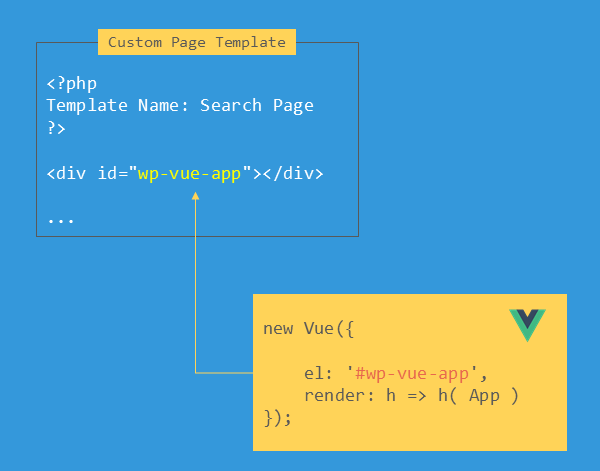 Custom Page Template
<?php
Template Name: Search Page
?>
<div id="wp-vue-app"></div>
...
new Vue({
el: '#wp-vue-app',
render: h => h( App )
});